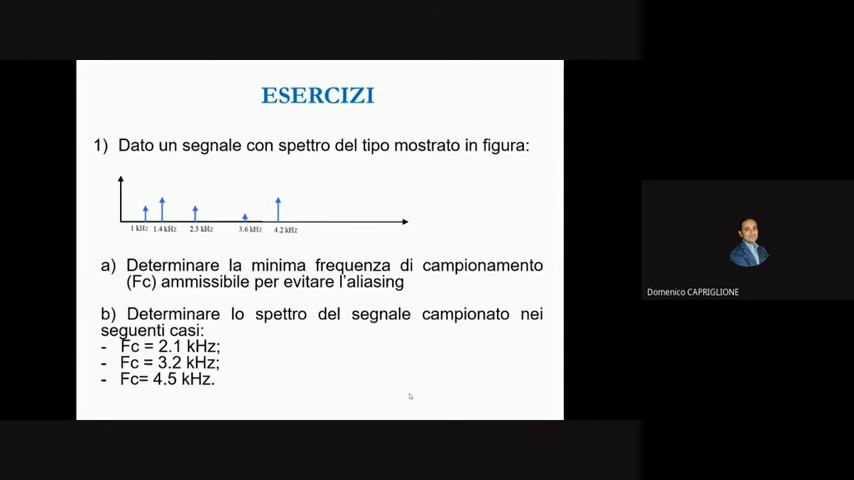 ESERCIZI
1) Dato un segnale con spettro del tipo mostrato in figura:
1 kHz 1.4 kHz 2.3 kHz 3.6 kHz 4.2 kHz
a) Determinare la minima frequenza di campionamento
(Fc) ammissibile per evitare l'aliasing
b) Determinare lo spettro del segnale campionato nei
seguenti casi:
- Fc = 2.1 kHz;
- Fc = 3.2 kHz;
- Fc= 4.5 kHz.
Domenico CAPRIGLIONE